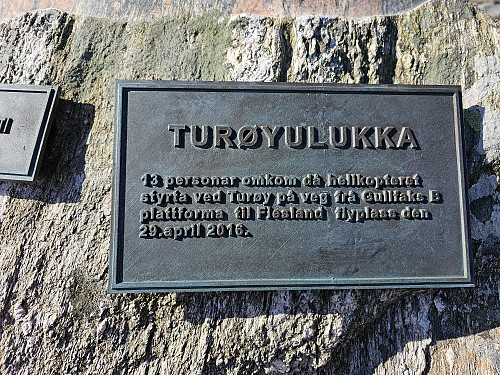 TURØYULUKKA
13 personar omkom då helikopteret
styrta ved Turøy på veg frå Gullfaks B
plattforma til Flesland flyplass den
29.april 2016.